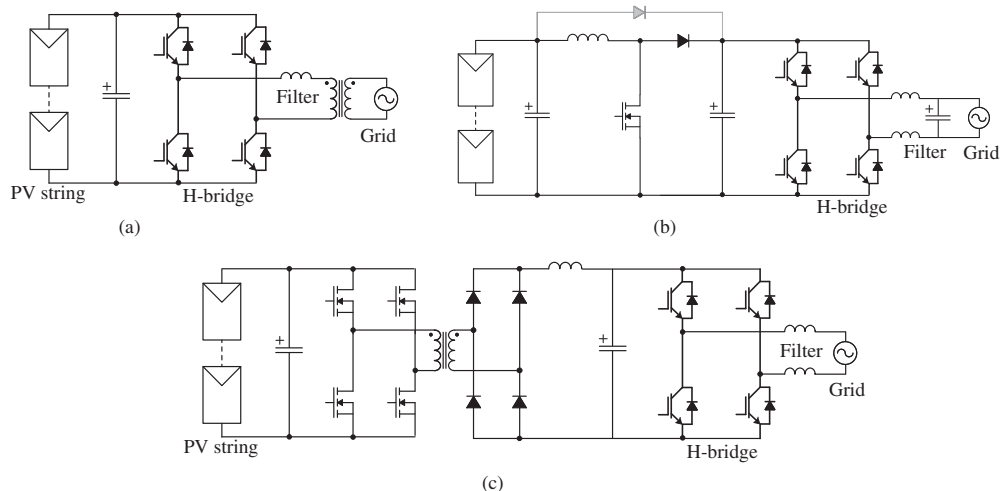 +
Filter
Grid
PV string
H-bridge
(a)
+
+
+
Filter
Grid
H-bridge
(b)
+
+
Filter
Grid
PV string
H-bridge
(c)